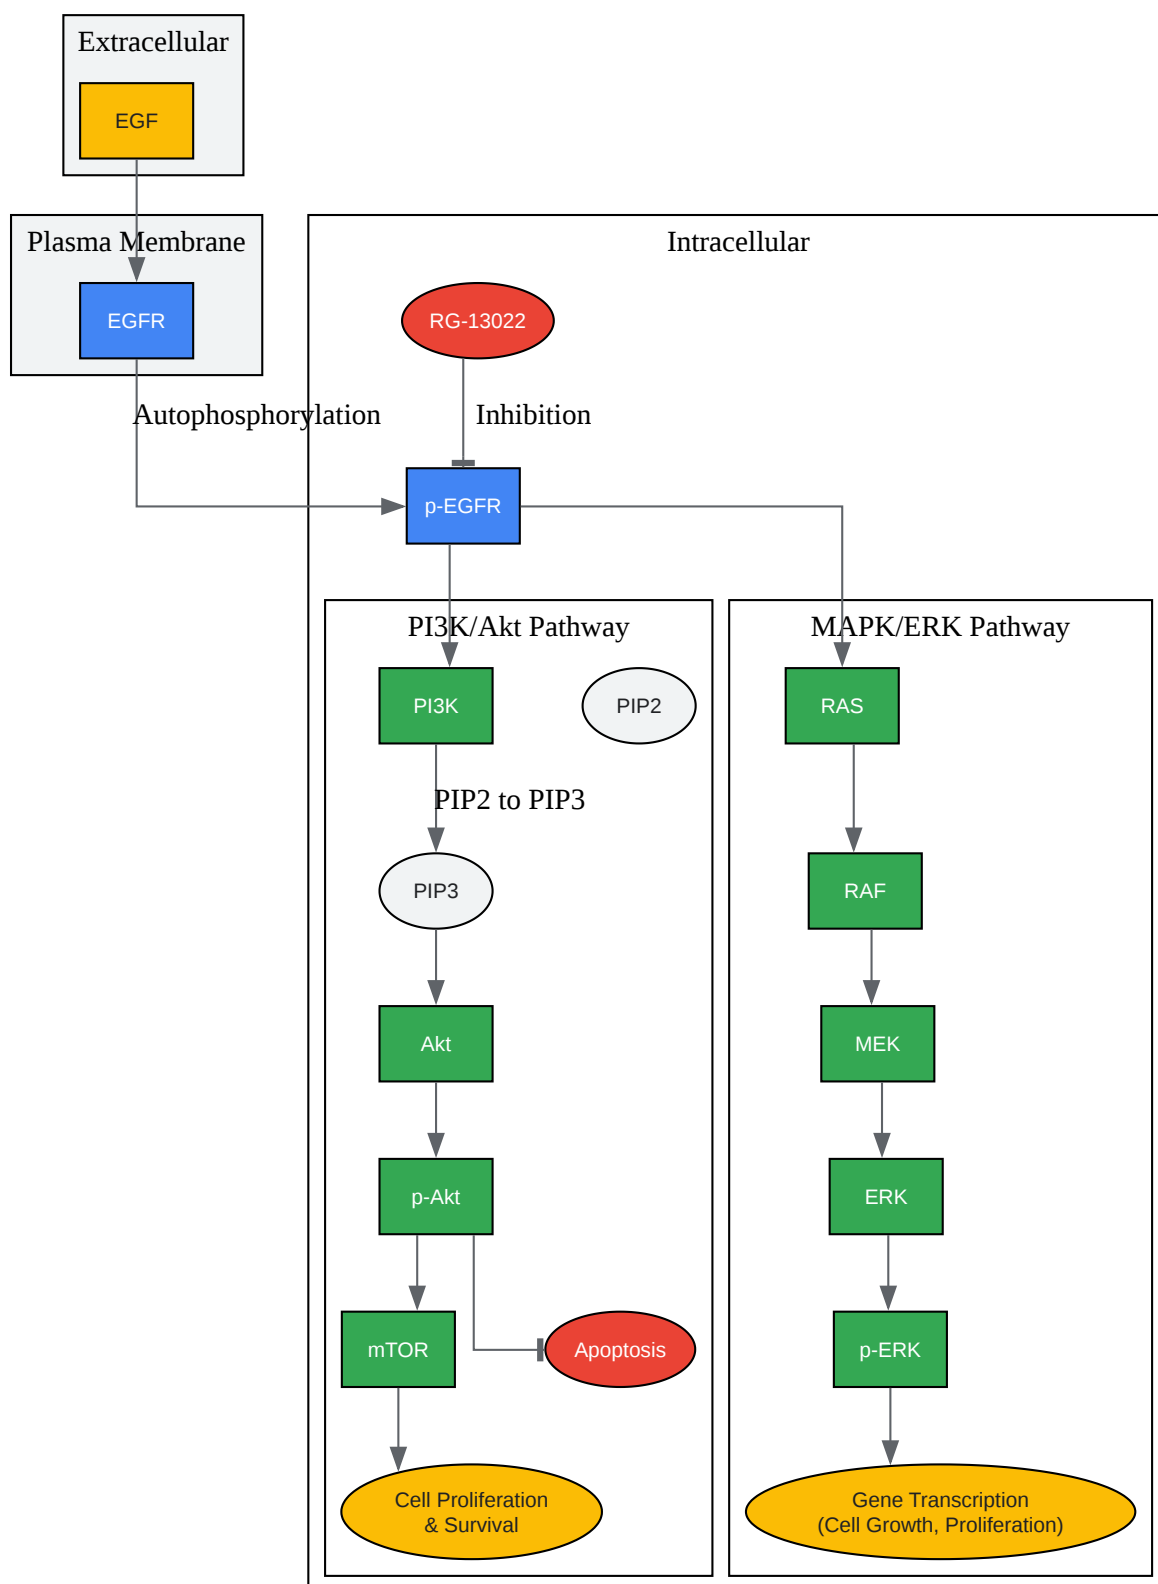 Extracellular
EGF
Plasma Membrane
EGFR
Intracellular
RG-13022
Autophosphorylation
Inhibition
p-EGFR
PI3K/Akt Pathway
PI3K
PIP2
PIP2 to PIP3
PIP3
Akt
p-Akt
mTOR
Apoptosis
Cell Proliferation
& Survival
MAPK/ERK Pathway
RAS
RAF
MEK
ERK
p-ERK
Gene Transcription
(Cell Growth, Proliferation)